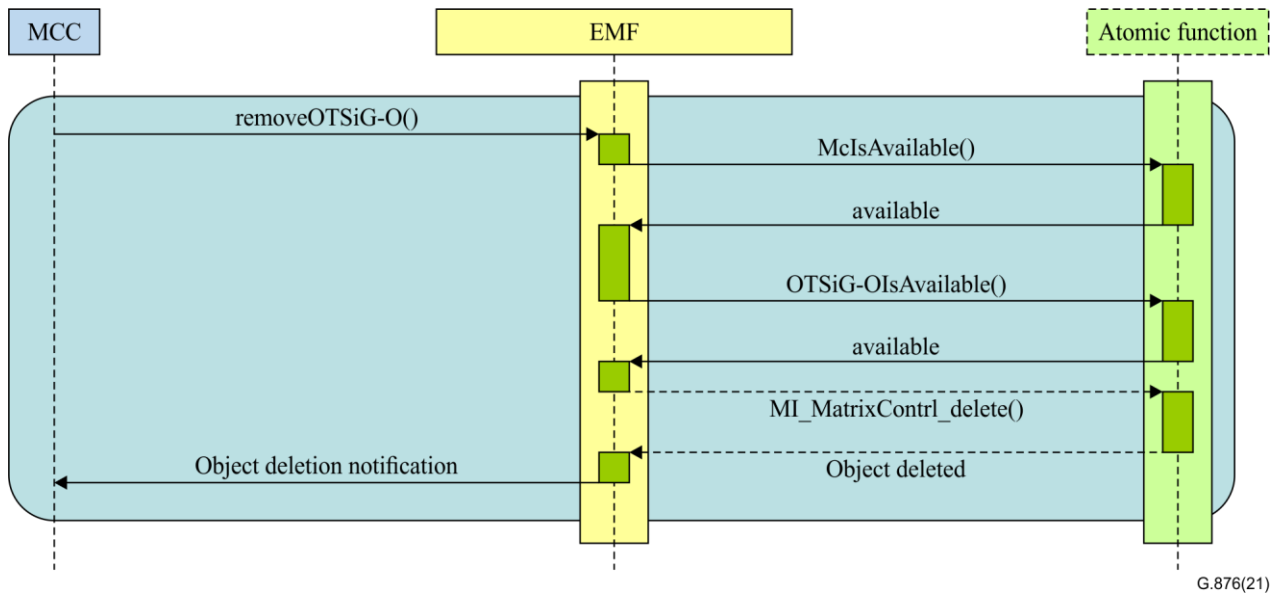 MCC
EMF
Atomic function
removeOTSiG-O()
McIsAvailable()
available
OTSiG-OIsAvailable()
available
MI_MatrixContrl_delete()
Object deletion notification
Object deleted
G.876(21)